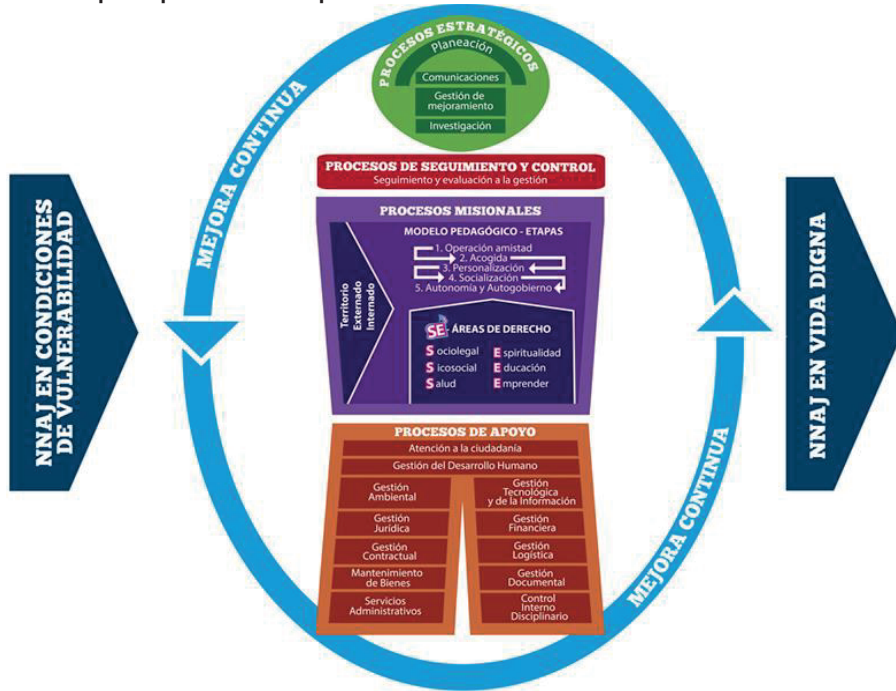 PROCESOS ESTRATÉGICOS
Planeación
Comunicaciones
Gestión de
mejoramiento
Investigación
MEJORA CONTINUA
PROCESOS DE SEGUIMIENTO Y CONTROL
Seguimiento y evaluación a la gestión
NNAJ EN CONDICIONES
DE VULNERABILIDAD
PROCESOS MISIONALES
MODELO PEDAGÓGICO - ETAPAS
1. Operación amistad
2. Acogida
3. Personalización
4. Socialización
5. Autonomía y Autogobierno
Territorio
Externado
Internado
SE - ÁREAS DE DERECHO
Sociolegal
Sicosocial
Salud
Espiritualidad
Educación
Emprender
NNAJ EN VIDA DIGNA
PROCESOS DE APOYO
Atención a la ciudadanía
Gestión del Desarrollo Humano
Gestión
Ambiental
Gestión
Jurídica
Gestión
Contractual
Mantenimiento
de Bienes
Servicios
Administrativos
Gestión
Tecnológica
y de la Información
Gestión
Financiera
Gestión
Logística
Gestión
Documental
Control
Interno
Disciplinario
MEJORA CONTINUA